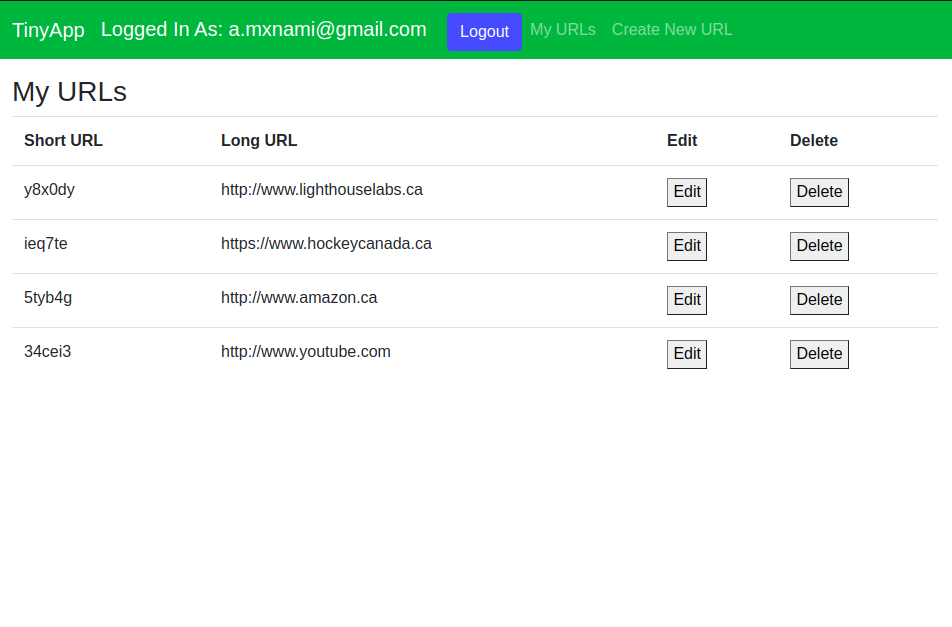 TinyApp Logged In As: a.mxnami@gmail.com Logout My URLs Create New URL
My URLs
Short URL Long URL Edit Delete
y8x0dy http://www.lighthouselabs.ca Edit Delete
ieq7te https://www.hockeycanada.ca Edit Delete
5tyb4g http://www.amazon.ca Edit Delete
34cei3 http://www.youtube.com Edit Delete